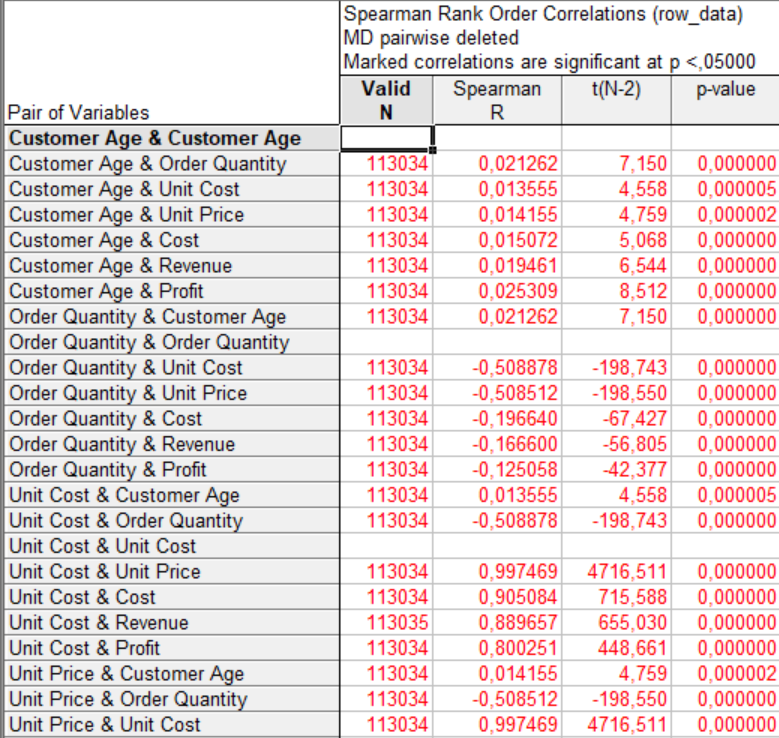 Spearman Rank Order Correlations (row_data)
MD pairwise deleted
Marked correlations are significant at p <,05000
Pair of Variables Valid N Spearman R t(N-2) p-value
Customer Age & Customer Age
Customer Age & Order Quantity 113034 0,021262 7,150 0,000000
Customer Age & Unit Cost 113034 0,013555 4,558 0,000005
Customer Age & Unit Price 113034 0,014155 4,759 0,000002
Customer Age & Cost 113034 0,015072 5,068 0,000000
Customer Age & Revenue 113034 0,019461 6,544 0,000000
Customer Age & Profit 113034 0,025309 8,512 0,000000
Order Quantity & Customer Age 113034 0,021262 7,150 0,000000
Order Quantity & Order Quantity
Order Quantity & Unit Cost 113034 -0,508878 -198,743 0,000000
Order Quantity & Unit Price 113034 -0,508512 -198,550 0,000000
Order Quantity & Cost 113034 -0,196640 -67,427 0,000000
Order Quantity & Revenue 113034 -0,166600 -56,805 0,000000
Order Quantity & Profit 113034 -0,125058 -42,377 0,000000
Unit Cost & Customer Age 113034 0,013555 4,558 0,000005
Unit Cost & Order Quantity 113034 -0,508878 -198,743 0,000000
Unit Cost & Unit Cost
Unit Cost & Unit Price 113034 0,997469 4716,511 0,000000
Unit Cost & Cost 113034 0,905084 715,588 0,000000
Unit Cost & Revenue 113035 0,889657 655,030 0,000000
Unit Cost & Profit 113034 0,800251 448,661 0,000000
Unit Price & Customer Age 113034 0,014155 4,759 0,000002
Unit Price & Order Quantity 113034 -0,508512 -198,550 0,000000
Unit Price & Unit Cost 113034 0,997469 4716,511 0,000000